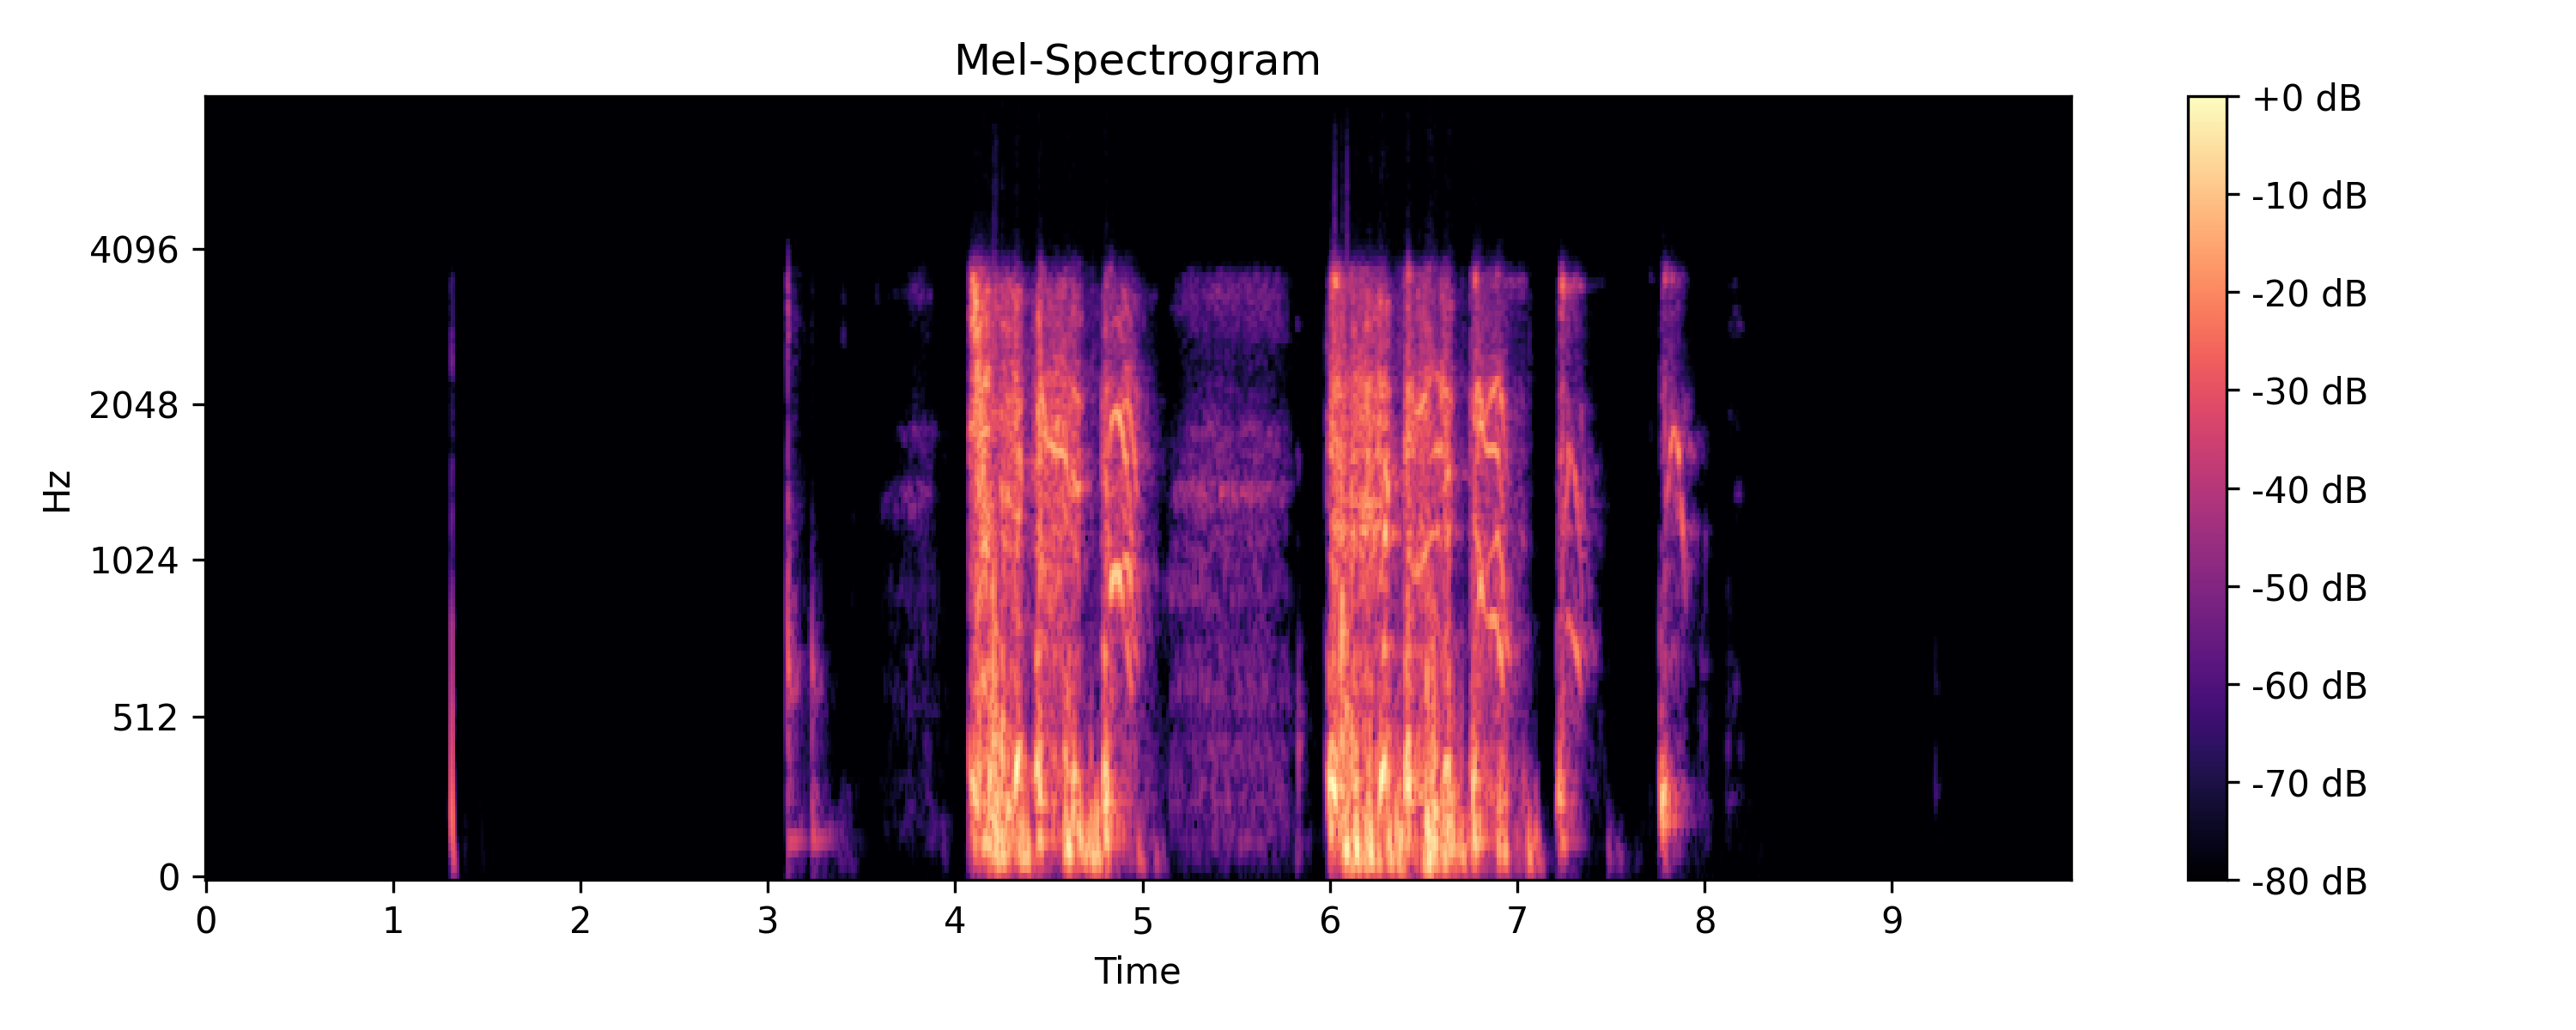 Mel-Spectrogram
+0 dB
4096
-10 dB
-20 dB
2048
-30 dB
Hz
-40 dB
1024
-50 dB
512
-60 dB
-70 dB
0
-80 dB
0 1 2 3 4 5 6 7 8 9
Time